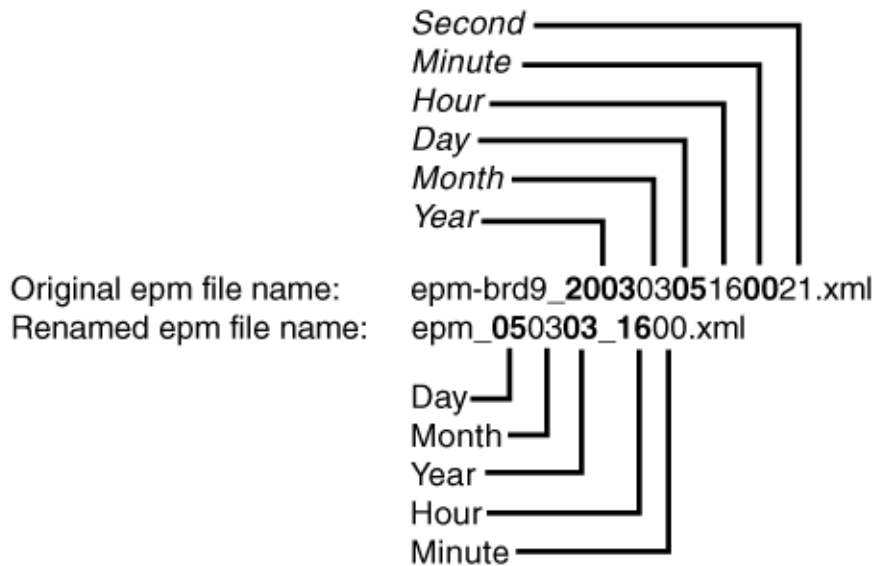 Second
Minute
Hour
Day
Month
Year
Original epm file name: epm-brd9_20030305160021.xml
Renamed epm file name: epm_050303_1600.xml
Day
Month
Year
Hour
Minute